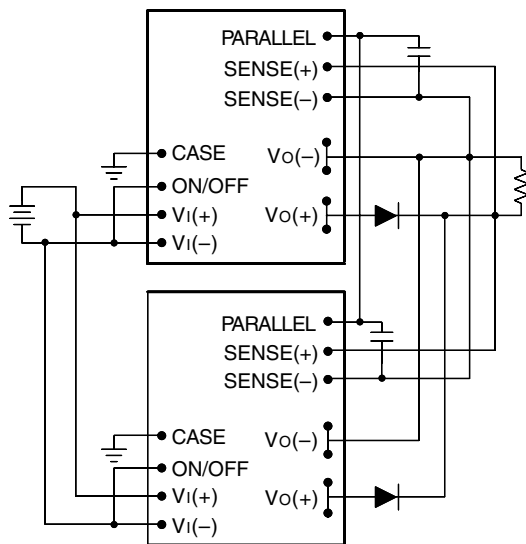 PARALLEL
SENSE(+)
SENSE(–)
CASE
VO(–)
ON/OFF
VI(+)
VO(+)
VI(–)
PARALLEL
SENSE(+)
SENSE(–)
CASE
VO(–)
ON/OFF
VI(+)
VO(+)
VI(–)